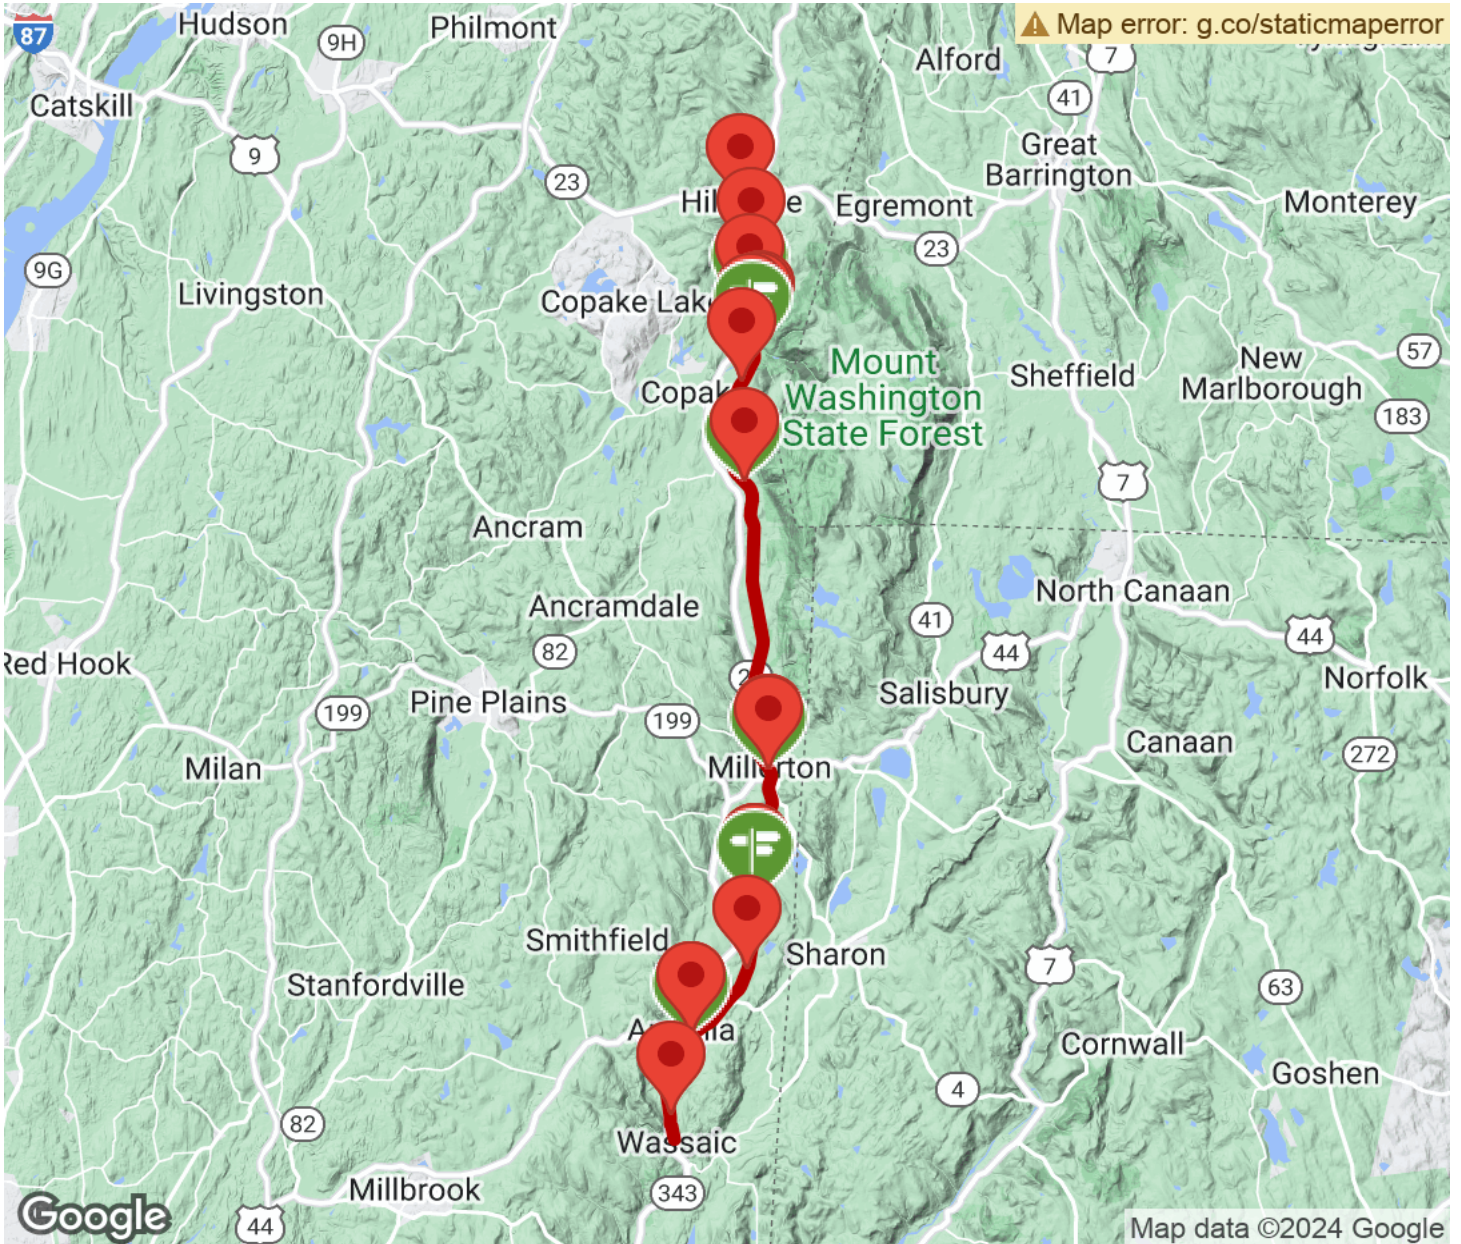 87
Hudson
9H
Philmont
Map error: g.co/staticmaperror
Alford
7
Catskill
41
9
Great
Barrington
23
Egremont
Monterey
23
9G
Livingston
Copake Lake
Mount
Washington
State Forest
Sheffield
New
Marlborough
57
183
7
Ancram
Ancramdale
North Canaan
41
44
44
82
Red Hook
Norfolk
Pine Plains
199
199
Salisbury
Canaan
272
Milan
Millerton
Smithfield
Sharon
Stanfordville
7
63
Cornwall
Goshen
4
82
Wassaic
Millbrook
343
44
Google
Map data ©2024 Google